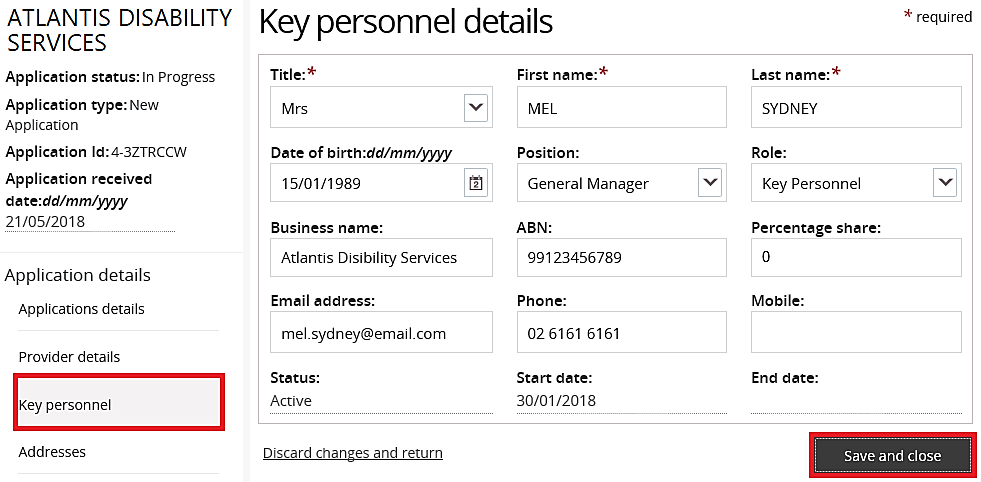 ATLANTIS DISABILITY
SERVICES
Application status: In Progress
Application type: New
Application
Application Id: 4-3ZTRCCW
Application received
date:dd/mm/yyyy
21/05/2018
Application details
Applications details
Provider details
Key personnel
Addresses
Key personnel details
* required
Title:* First name:* Last name:*
Mrs MEL SYDNEY
Date of birth:dd/mm/yyyy Position: Role:
15/01/1989 2 General Manager Key Personnel
Business name: ABN: Percentage share:
Atlantis Disibility Services 99123456789 0
Email address: Phone: Mobile:
mel.sydney@email.com 02 6161 6161
Status: Start date: End date:
Active 30/01/2018
Discard changes and return Save and close